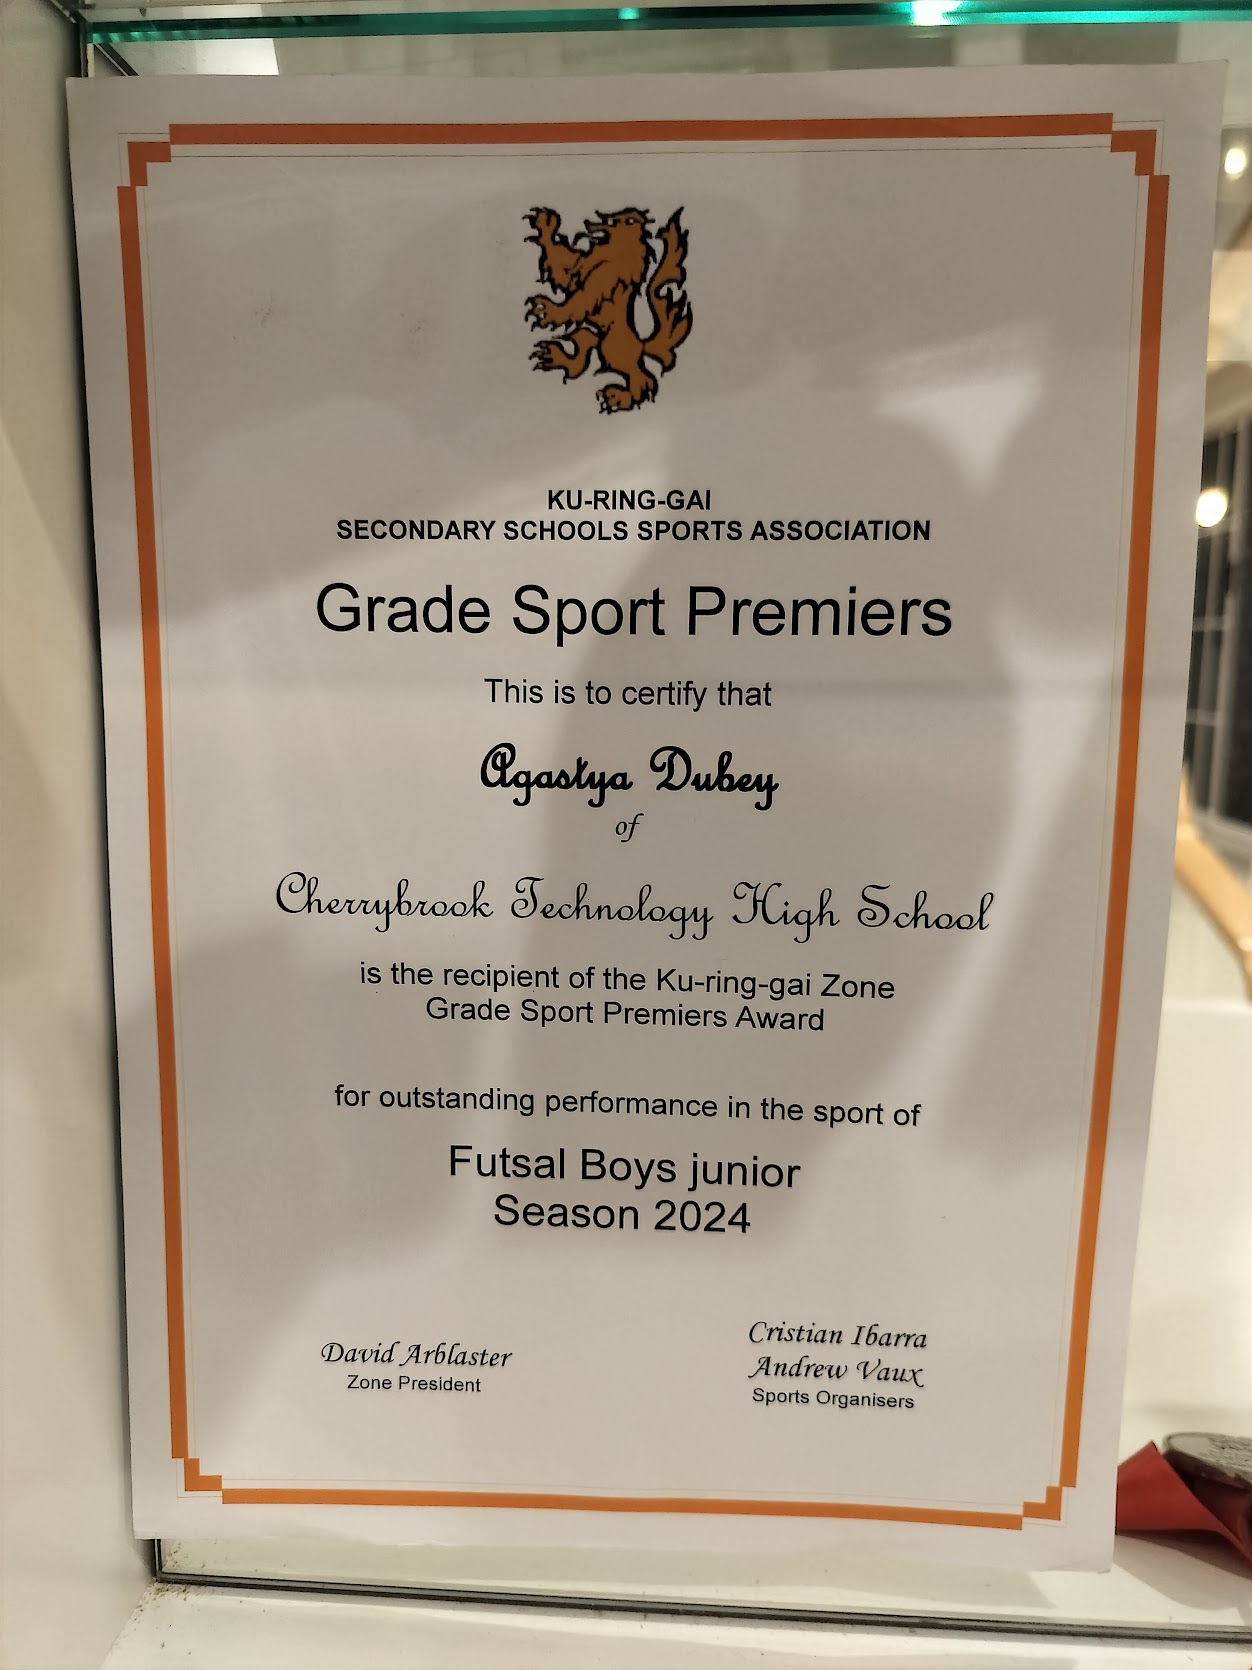 KU-RING-GAI
SECONDARY SCHOOLS SPORTS ASSOCIATION
Grade Sport Premiers
This is to certify that
Agastya Dubey
of
Cherrybrook Technology High School
is the recipient of the Ku-ring-gai Zone
Grade Sport Premiers Award
for outstanding performance in the sport of
Futsal Boys junior
Season 2024
David Arblaster
Zone President
Cristian Ibarra
Andrew Vaux
Sports Organisers